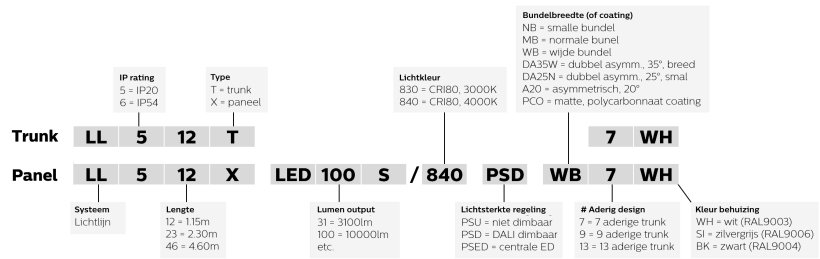 Bundelbreedte (of coating)
NB = smalle bundel
MB = normale bunel
WB = wijde bundel
DA35W = dubbel asymm., 35°, breed
DA25N = dubbel asymm., 25°, smal
A20 = asymmetrisch, 20°
PCO = matte, polycarbonnaat coating
IP rating
5 = IP20
6 = IP54
Type
T = trunk
X = paneel
Lichtkleur
830 = CRI80, 3000K
840 = CRI80, 4000K
Trunk LL 5 12 T 7 WH
Panel LL 5 12 X LED 100 S / 840 PSD WB 7 WH
Systeem
Lichtlijn
Lengte
12 = 1.15m
23 = 2.30m
46 = 4.60m
Lumen output
31 = 3100lm
100 = 10000lm
etc.
Lichtsterkte regeling
PSU = niet dimbaar
PSD = DALI dimbaar
PSED = centrale ED
# Aderig design
7 = 7 aderige trunk
9 = 9 aderige trunk
13 = 13 aderige trunk
Kleur behuizing
WH = wit (RAL9003)
SI = zilvergrijs (RAL9006)
BK = zwart (RAL9004)